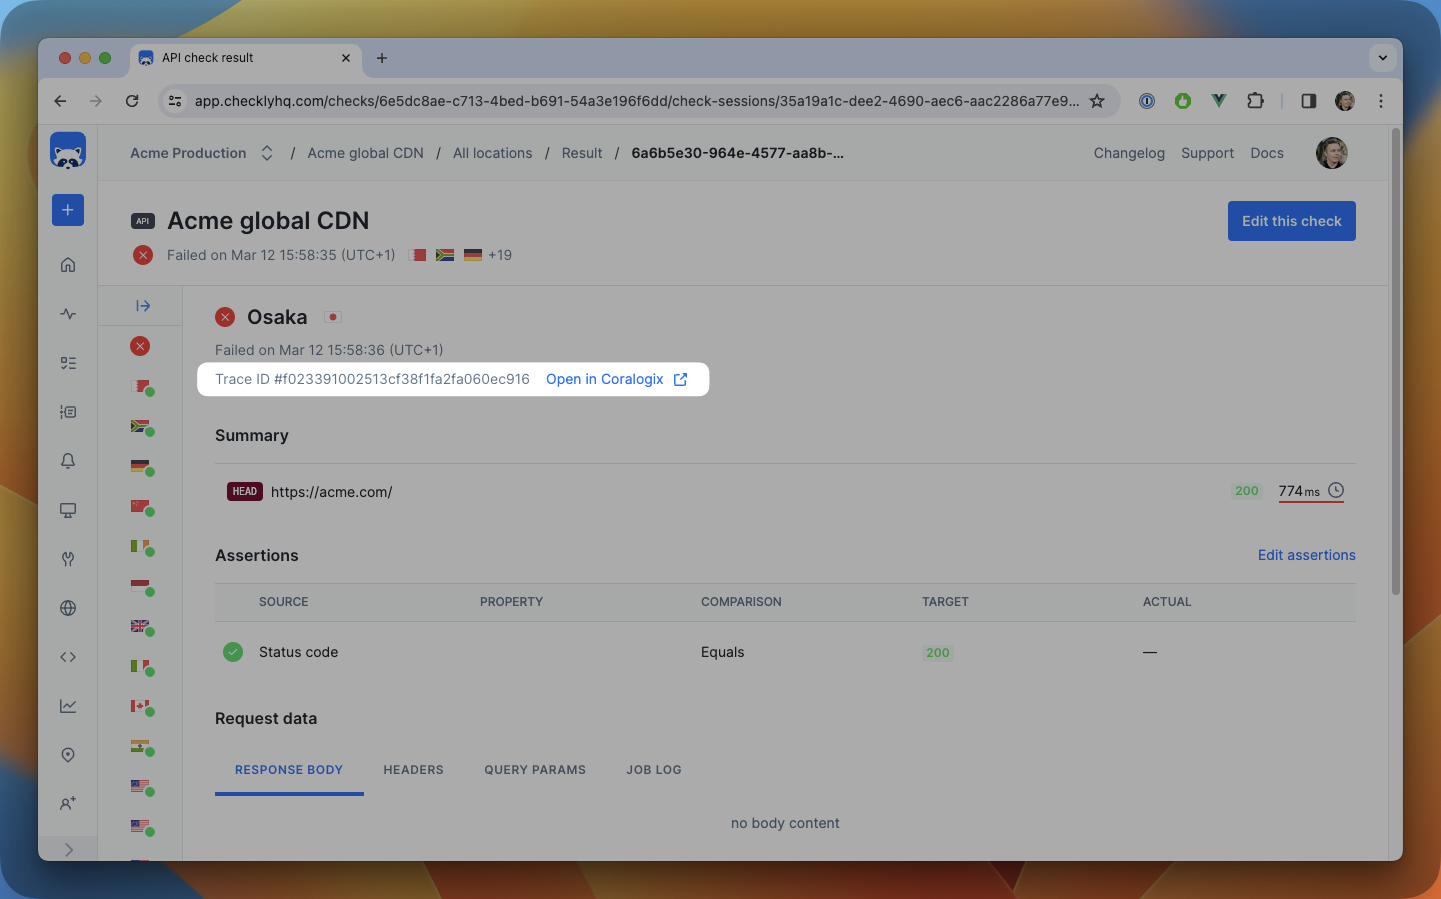 API check result
app.checklyhq.com/checks/6e5dc8ae-c713-4bed-b691-54a3e196f6dd/check-sessions/35a19a1c-dee2-4690-aec6-aac2286a77e9...
Acme Production / Acme global CDN / All locations / Result / 6a6b5e30-964e-4577-aa8b-...
Changelog Support Docs
API Acme global CDN
Edit this check
Failed on Mar 12 15:58:35 (UTC+1) +19
Osaka
Failed on Mar 12 15:58:36 (UTC+1)
Trace ID #f023391002513cf38f1fa2fa060ec916 Open in Coralogix
Summary
HEAD https://acme.com/ 200 774ms
Assertions Edit assertions
SOURCE PROPERTY COMPARISON TARGET ACTUAL
Status code Equals 200 —
Request data
RESPONSE BODY HEADERS QUERY PARAMS JOB LOG
no body content